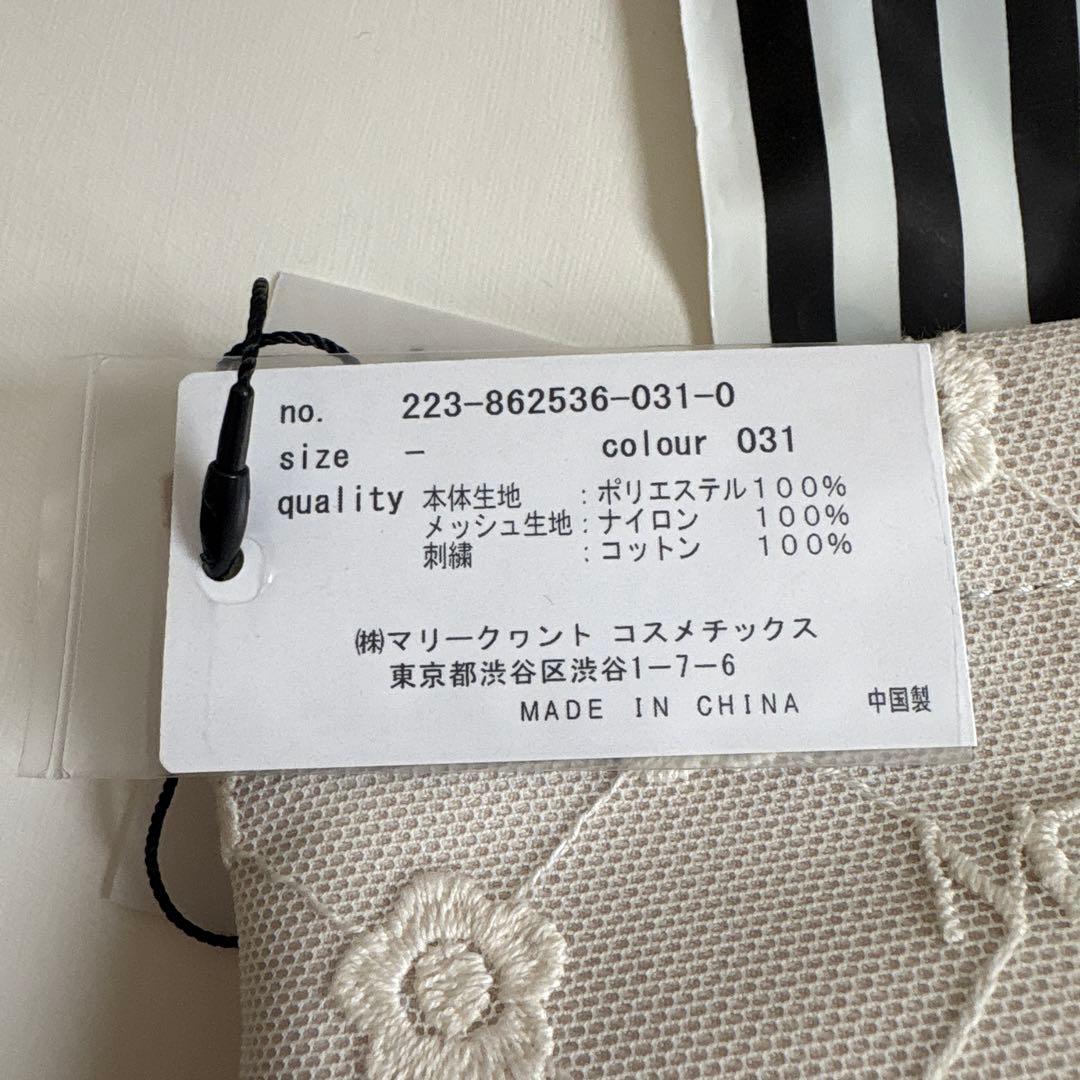 no. 223-862536-031-0
size - colour 031
quality 本体生地 :ポリエステル100%
メッシュ生地:ナイロン 100%
刺繍 :コットン 100%
㈱マリークヮント コスメチックス
東京都渋谷区渋谷1-7-6
MADE IN CHINA 中国製